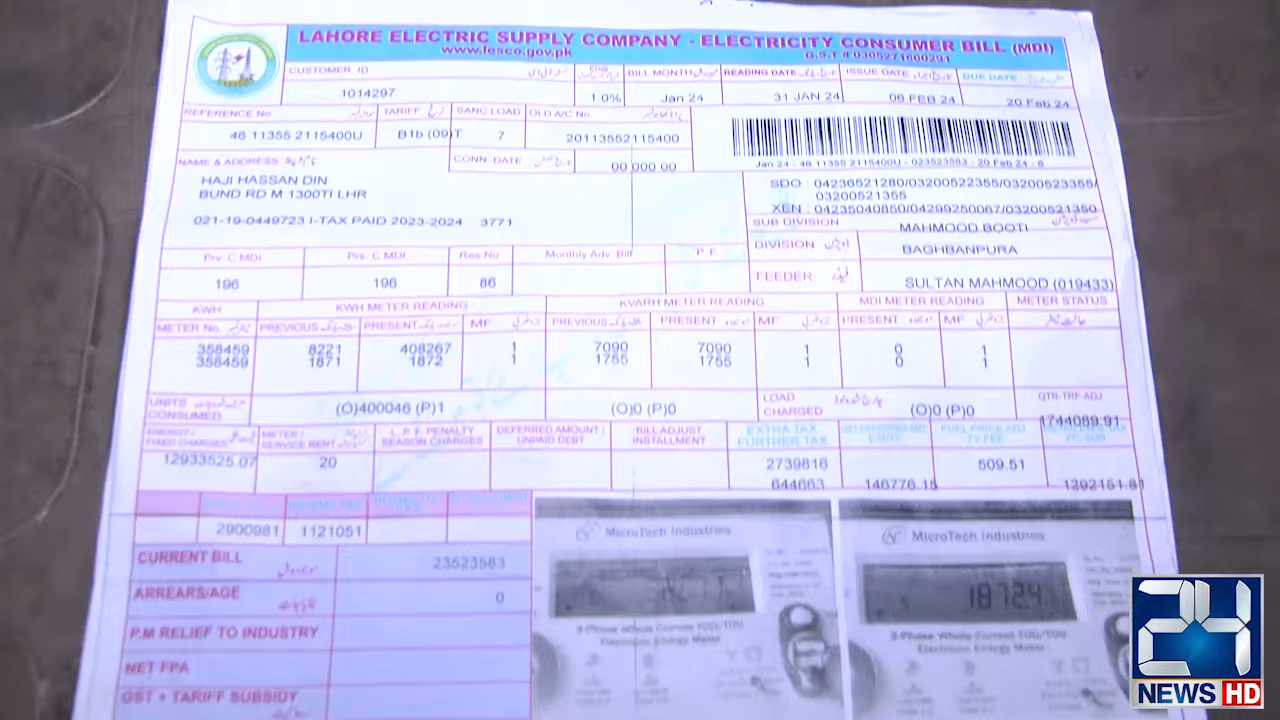 LAHORE ELECTRIC SUPPLY COMPANY - ELECTRICITY CONSUMER BILL (MDI)
www.lesco.gov.pk
G.S.T # 0305271600291
CUSTOMER ID BILL MONTH READING DATE ISSUE DATE DUE DATE
1014297 1.0% Jan 24 31 JAN 24 06 FEB 24 20 Feb 24
REFERENCE No TARIFF SANC LOAD OLD A/C No.
46 11355 2115400U B1b (09)T 7 20113552115400
Jan 24 - 46 11355 2115400U - 023523583 - 20 Feb 24 - 6
NAME & ADDRESS نام و پتہ CONN. DATE 00 000 00
HAJI HASSAN DIN
BUND RD M 1300TI LHR
021-19-0449723 I-TAX PAID 2023-2024 3771
SDO : 04236521280/03200522355/03200523355/
03200521355
XEN : 04235040850/04299250067/03200521350
SUB DIVISION سب ڈویژن MAHMOOD BOOTI
DIVISION ڈویژن BAGHBANPURA
FEEDER فیڈر SULTAN MAHMOOD (019433)
Prv. C MDI Prs. C MDI Res No Monthly Adv. Bill P.F
196 196 86
KWH KWH METER READING KVARH METER READING MDI METER READING METER STATUS
METER No. PREVIOUS PRESENT MF PREVIOUS PRESENT MF PRESENT MF
358459 8221 408267 1 7090 7090 1 0 1
358459 1871 1872 1 1755 1755 1 0 1
UNITS CONSUMED (O)400046 (P)1 (O)0 (P)0 LOAD CHARGED (O)0 (P)0
QTR-TRF-ADJ
1744069.91
ENERGY / FIXED CHARGES METER / SERVICE RENT L.P.F PENALTY SEASON CHARGES DEFERRED AMOUNT / UNPAID DEBT BILL ADJUST INSTALLMENT EXTRA TAX FURTHER TAX FUEL PRICE ADJ TV FEE
12933525.07 20 2739816 509.51
644663 146776.15 1292151.81
2900981 1121051
CURRENT BILL 23523583
ARREARS/AGE 0
P.M RELIEF TO INDUSTRY
NET FPA
GST + TARIFF SUBSIDY
MicroTech Industries
3-Phase Whole Current TOD/TOU
Electronic Energy Meter
MicroTech Industries
18724
3-Phase Whole Current TOD/TOU
Electronic Energy Meter
24
NEWS HD